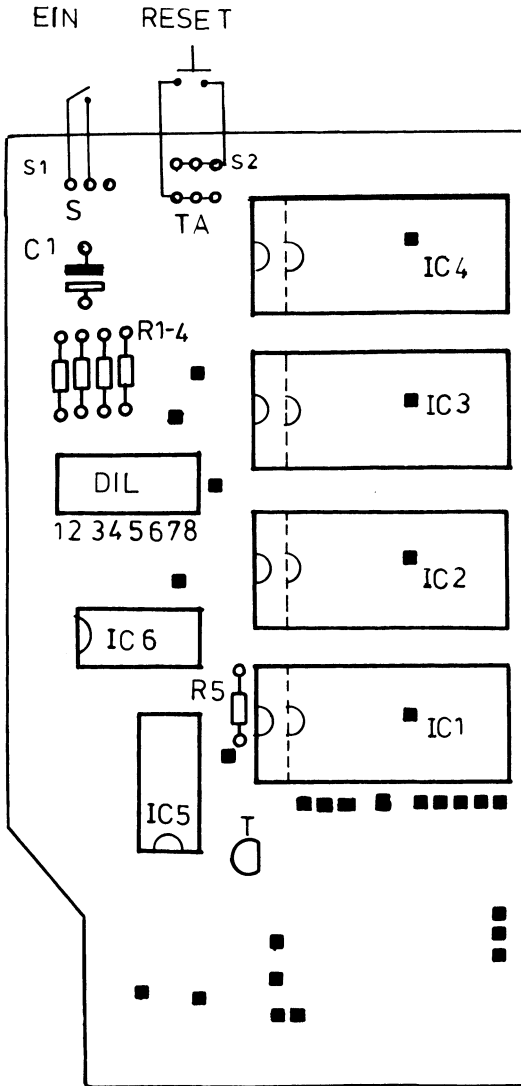 EIN RESET
S1 S2
S TA
C1 IC4
R1-4
IC3
DIL
12345678
IC2
IC6
R5
IC1
IC5
T